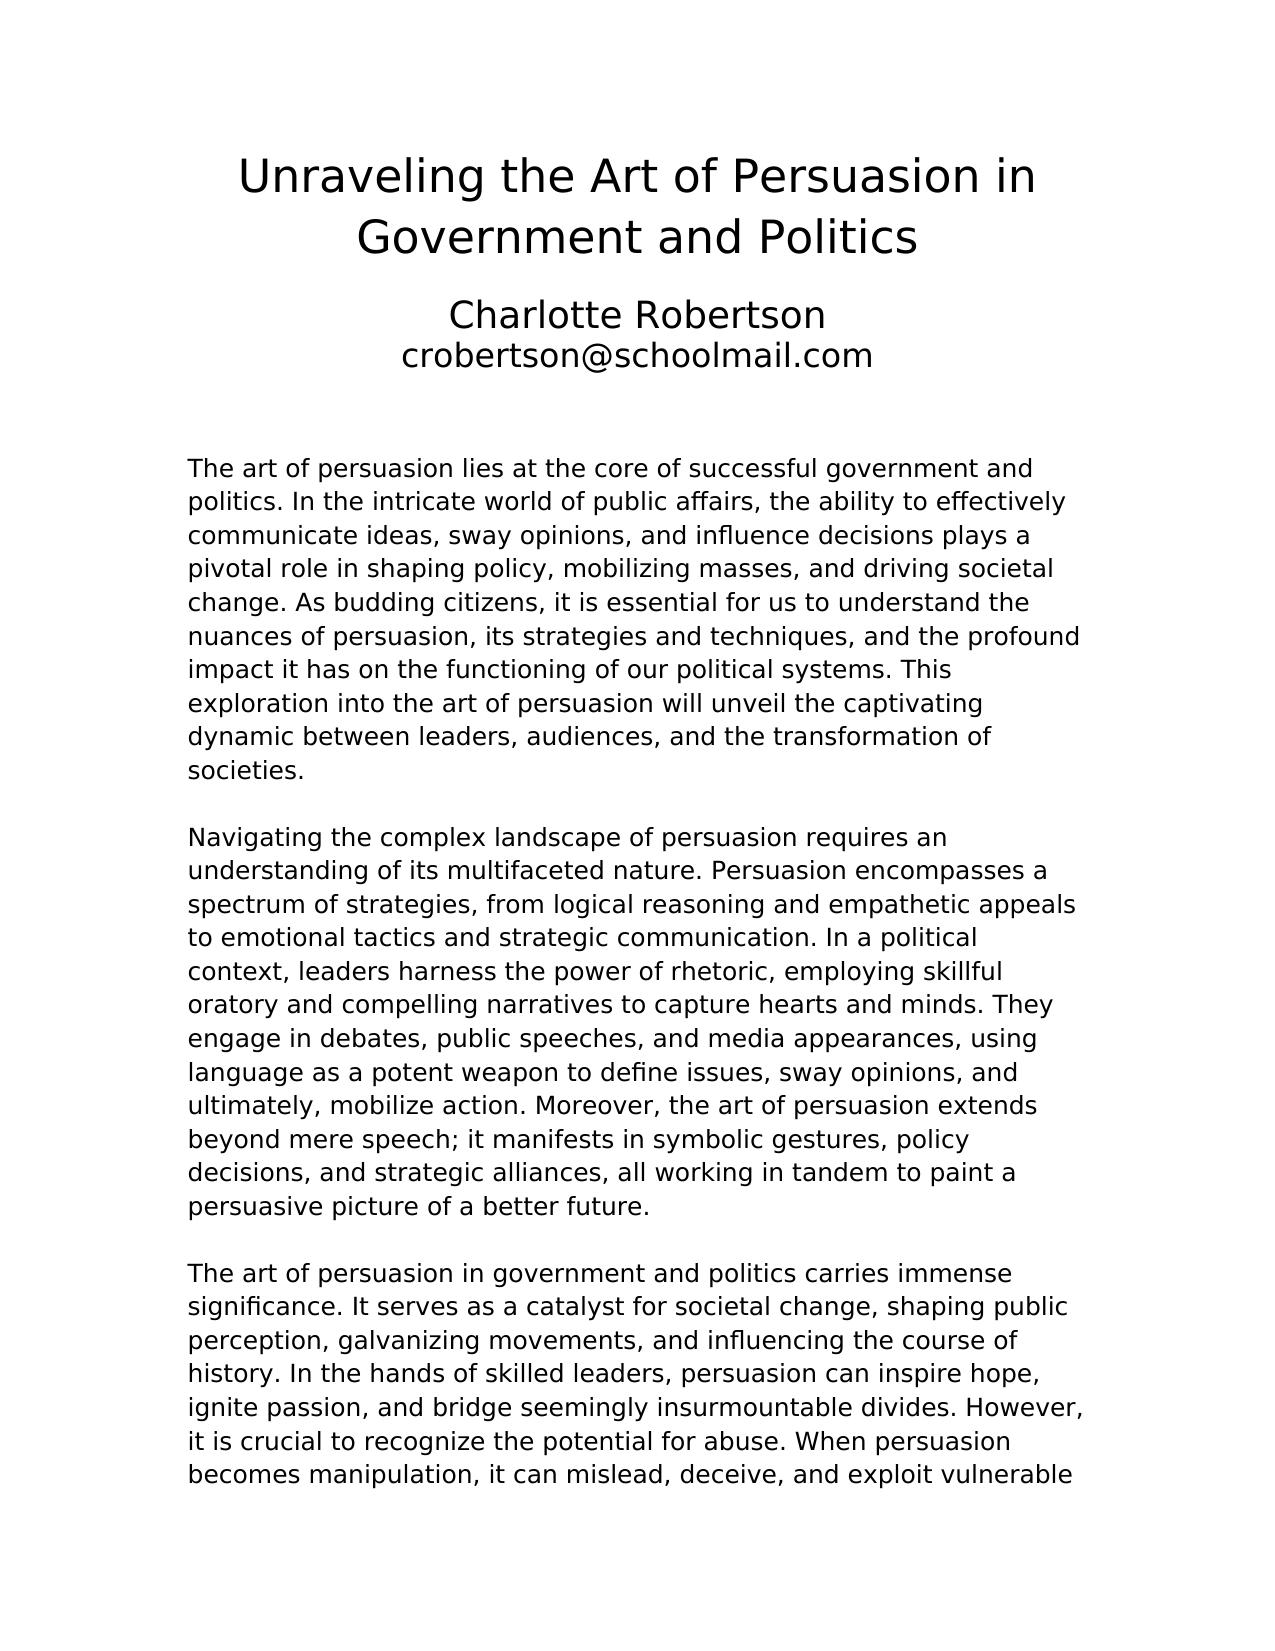 Unraveling the Art of Persuasion in
Government and Politics
Charlotte Robertson
crobertson@schoolmail.com
The art of persuasion lies at the core of successful government and
politics. In the intricate world of public affairs, the ability to effectively
communicate ideas, sway opinions, and influence decisions plays a
pivotal role in shaping policy, mobilizing masses, and driving societal
change. As budding citizens, it is essential for us to understand the
nuances of persuasion, its strategies and techniques, and the profound
impact it has on the functioning of our political systems. This
exploration into the art of persuasion will unveil the captivating
dynamic between leaders, audiences, and the transformation of
societies.
Navigating the complex landscape of persuasion requires an
understanding of its multifaceted nature. Persuasion encompasses a
spectrum of strategies, from logical reasoning and empathetic appeals
to emotional tactics and strategic communication. In a political
context, leaders harness the power of rhetoric, employing skillful
oratory and compelling narratives to capture hearts and minds. They
engage in debates, public speeches, and media appearances, using
language as a potent weapon to define issues, sway opinions, and
ultimately, mobilize action. Moreover, the art of persuasion extends
beyond mere speech; it manifests in symbolic gestures, policy
decisions, and strategic alliances, all working in tandem to paint a
persuasive picture of a better future.
The art of persuasion in government and politics carries immense
significance. It serves as a catalyst for societal change, shaping public
perception, galvanizing movements, and influencing the course of
history. In the hands of skilled leaders, persuasion can inspire hope,
ignite passion, and bridge seemingly insurmountable divides. However,
it is crucial to recognize the potential for abuse. When persuasion
becomes manipulation, it can mislead, deceive, and exploit vulnerable